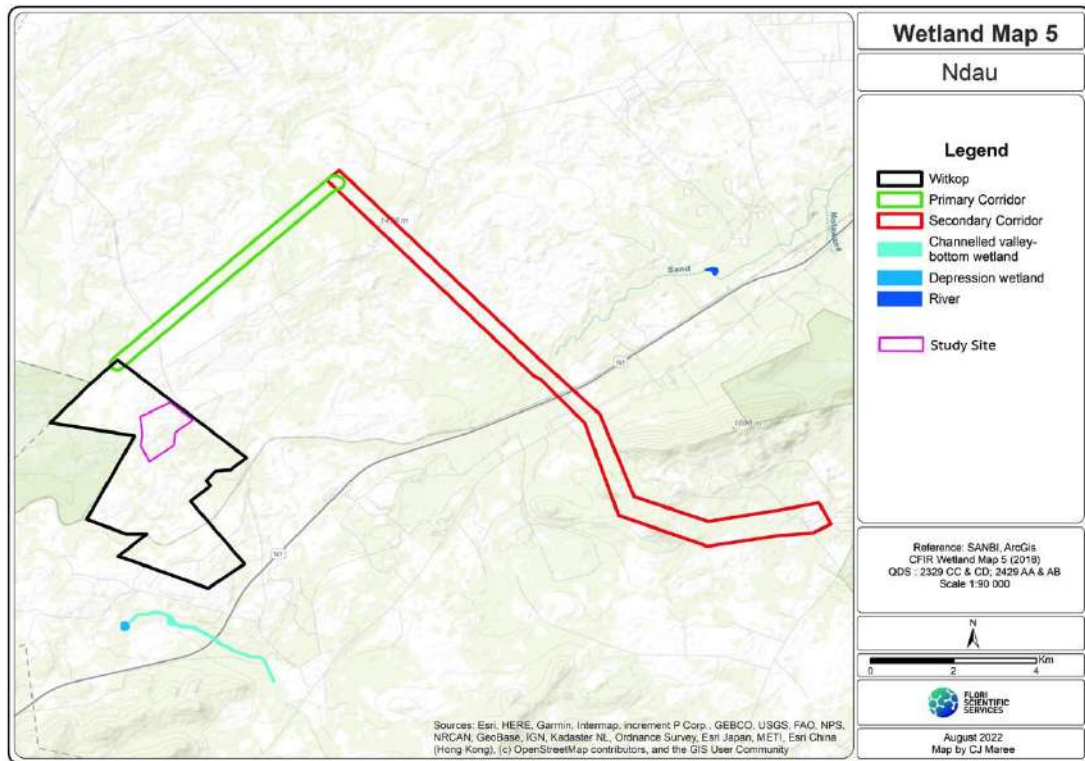 Wetland Map 5
Ndau
Legend
Witkop
Primary Corridor
Secondary Corridor
Channelled valley-
bottom wetland
Depression wetland
River
Study Site
Reference: SANBI, ArcGis
CFIR Wetland Map 5 (2018)
QDS : 2329 CC & CD; 2429 AA & AB
Scale 1:90 000
N
Km
0 2 4
FLORI
SCIENTIFIC
SERVICES
August 2022
Map by CJ Maree
Sand
N1
N1
Sources: Esri, HERE, Garmin, Intermap, increment P Corp., GEBCO, USGS, FAO, NPS,
NRCAN, GeoBase, IGN, Kadaster NL, Ordnance Survey, Esri Japan, METI, Esri China
(Hong Kong), (c) OpenStreetMap contributors, and the GIS User Community